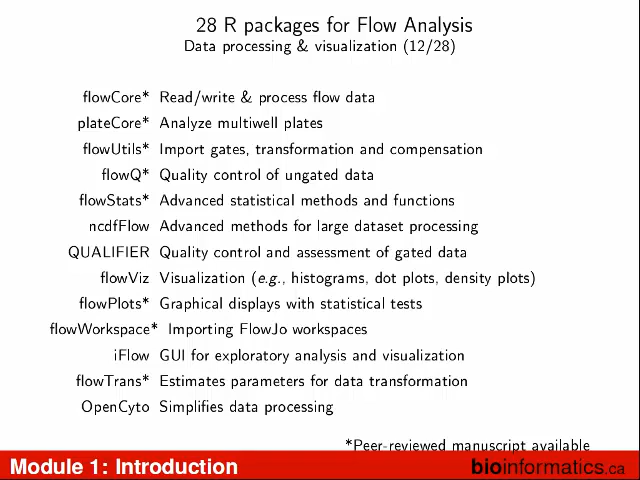 28 R packages for Flow Analysis
Data processing & visualization (12/28)
flowCore* Read/write & process flow data
plateCore* Analyze multiwell plates
flowUtils* Import gates, transformation and compensation
flowQ* Quality control of ungated data
flowStats* Advanced statistical methods and functions
ncdfFlow Advanced methods for large dataset processing
QUALIFIER Quality control and assessment of gated data
flowViz Visualization (e.g., histograms, dot plots, density plots)
flowPlots* Graphical displays with statistical tests
flowWorkspace* Importing FlowJo workspaces
iFlow GUI for exploratory analysis and visualization
flowTrans* Estimates parameters for data transformation
OpenCyto Simplifies data processing
*Peer-reviewed manuscript available
Module 1: Introduction bioinformatics.ca